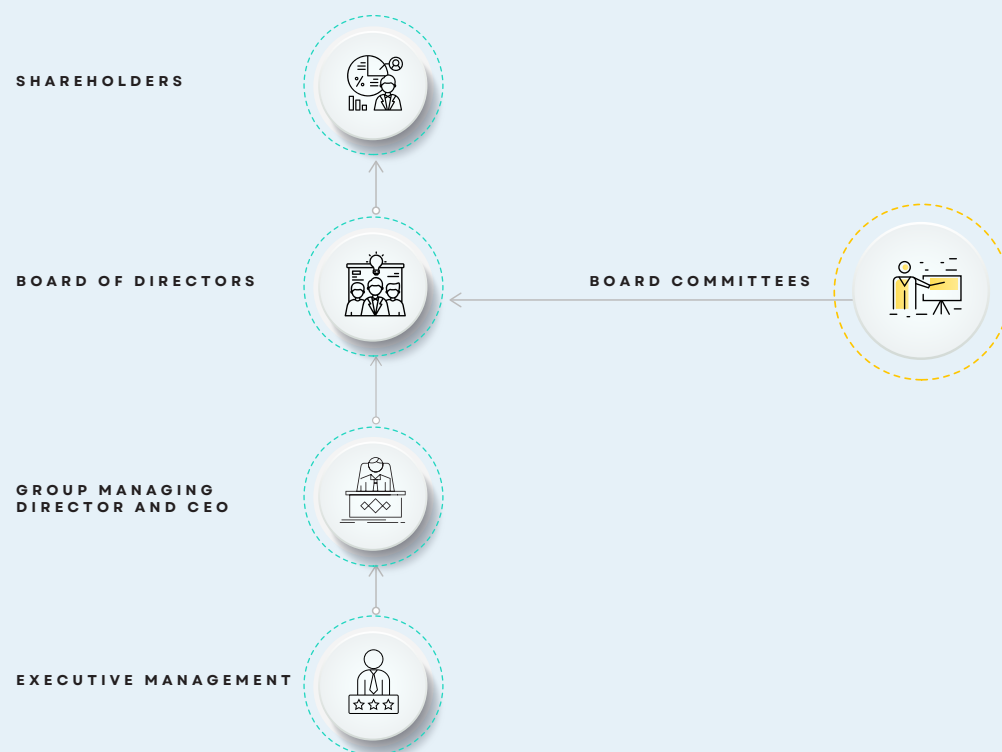 SHAREHOLDERS
BOARD OF DIRECTORS
BOARD COMMITTEES
GROUP MANAGING
DIRECTOR AND CEO
EXECUTIVE MANAGEMENT